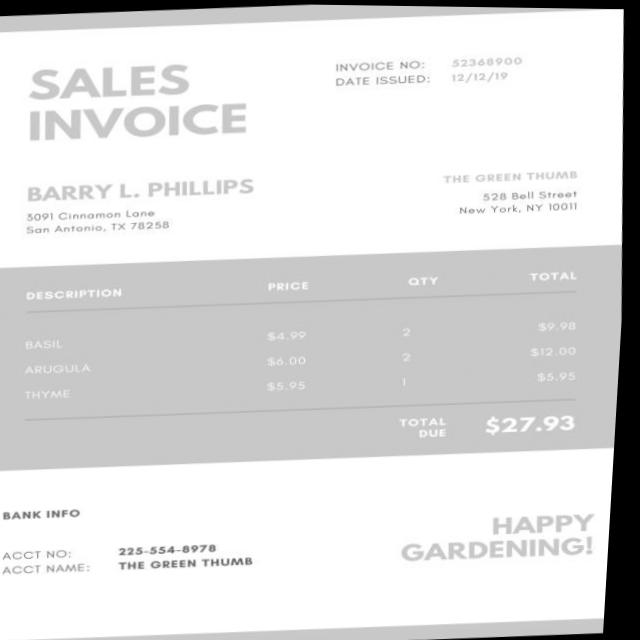 SALES
INVOICE
INVOICE NO: 52368900
DATE ISSUED: 12/12/19
BARRY L. PHILLIPS
5091 Cinnamon Lane
San Antonio, TX 78258
THE GREEN THUMB
528 Bell Street
New York, NY 10011
DESCRIPTION PRICE QTY TOTAL
BASIL $4.99 2 $9.98
ARUGULA $6.00 2 $12.00
THYME $5.95 1 $5.95
TOTAL
DUE $27.93
BANK INFO
ACCT NO: 225-554-8978
ACCT NAME: THE GREEN THUMB
HAPPY
GARDENING!